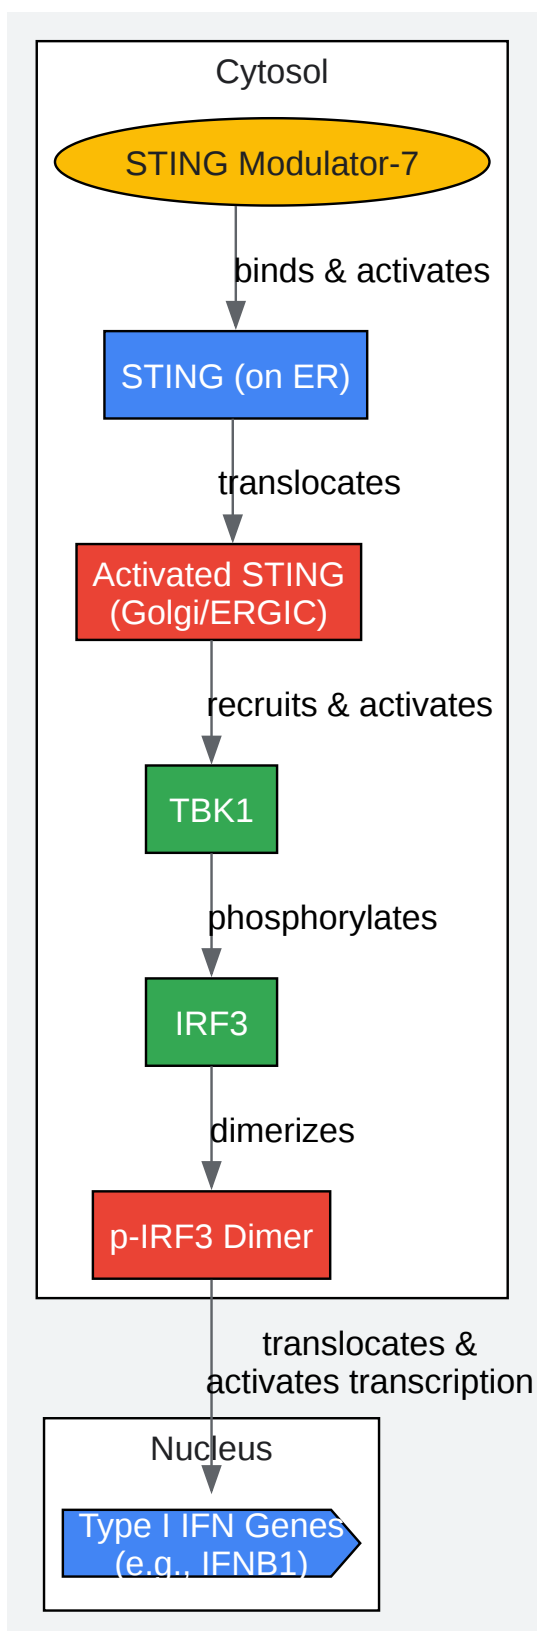 Cytosol
STING Modulator-7
binds & activates
STING (on ER)
translocates
Activated STING
(Golgi/ERGIC)
recruits & activates
TBK1
phosphorylates
IRF3
dimerizes
p-IRF3 Dimer
translocates &
activates transcription
Nucleus
Type I IFN Genes
(e.g., IFNB1)